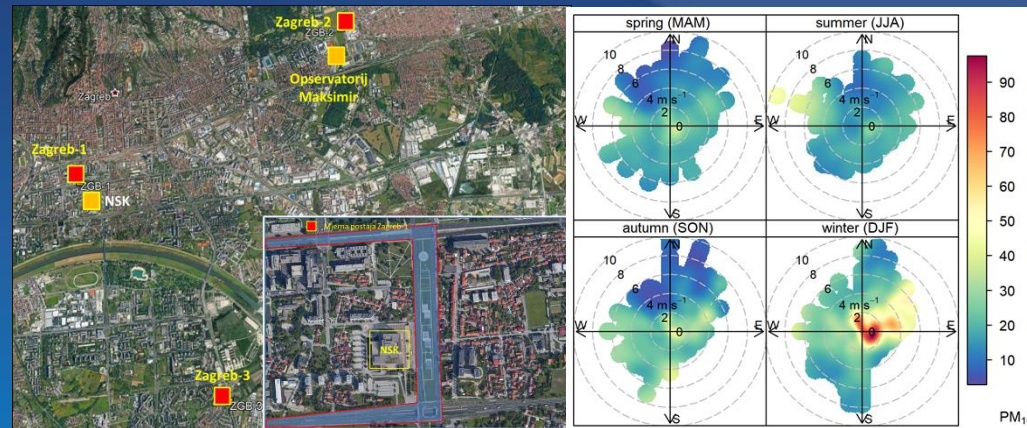 Zagreb-2
ZGB-2
Opservatorij
Maksimir
Zagreb
Zagreb-1
ZGB-1
NSK
Zagreb-3
ZGB-3
Mjerna postaja Zagreb-1
NSK
spring (MAM)
N
10
8
6
4 m s⁻¹
2
0
W
E
S
summer (JJA)
N
10
8
6
4 m s⁻¹
2
0
W
E
S
autumn (SON)
N
10
8
6
4 m s⁻¹
2
0
W
E
S
winter (DJF)
N
10
8
6
4 m s⁻¹
2
0
W
E
S
90
80
70
60
50
40
30
20
10